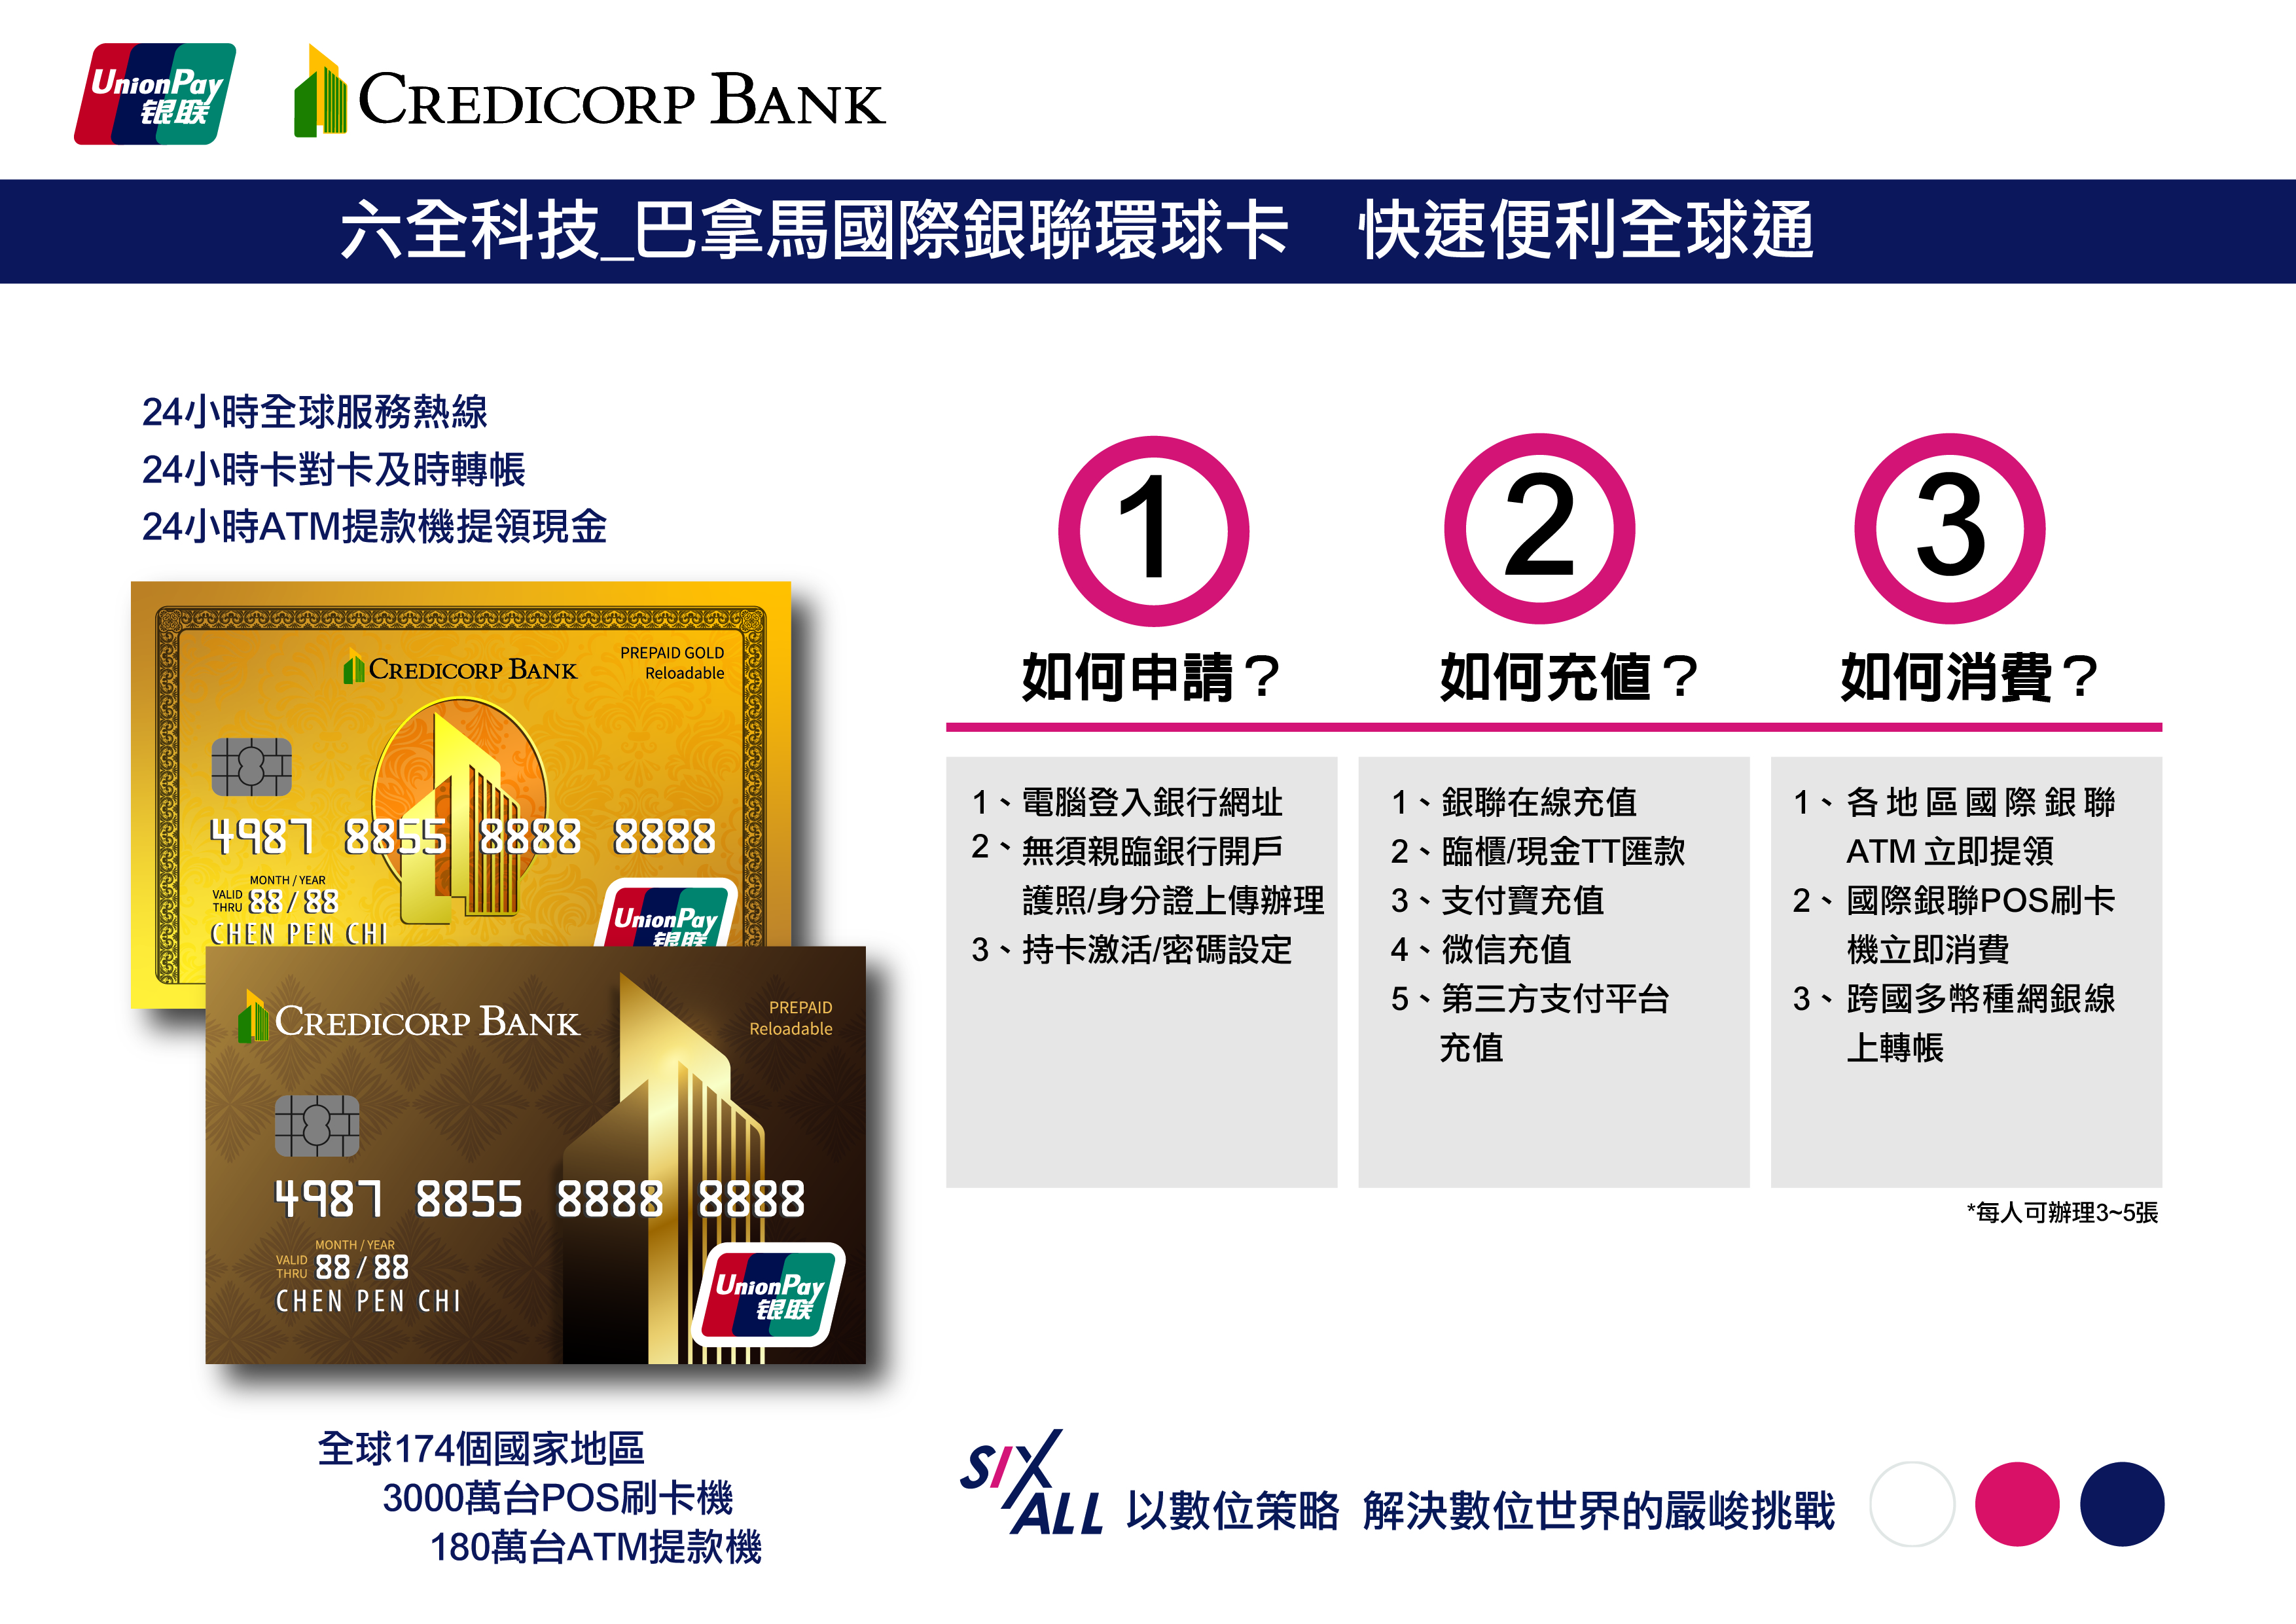 UnionPay
银联
CREDICORP BANK
六全科技_巴拿馬國際銀聯環球卡　快速便利全球通
24小時全球服務熱線
24小時卡對卡及時轉帳
24小時ATM提款機提領現金
CREDICORP BANK
PREPAID GOLD
Reloadable
4987 8855 8888 8888
MONTH / YEAR
VALID THRU 88/88
CHEN PEN CHI
UnionPay
银联
CREDICORP BANK
PREPAID
Reloadable
4987 8855 8888 8888
MONTH / YEAR
VALID THRU 88/88
CHEN PEN CHI
UnionPay
银联
全球174個國家地區
3000萬台POS刷卡機
180萬台ATM提款機
1
如何申請？
1、電腦登入銀行網址
2、無須親臨銀行開戶
護照/身分證上傳辦理
3、持卡激活/密碼設定
2
如何充值？
1、銀聯在線充值
2、臨櫃/現金TT匯款
3、支付寶充值
4、微信充值
5、第三方支付平台
充值
3
如何消費？
1、各地區國際銀聯
ATM 立即提領
2、國際銀聯POS刷卡
機立即消費
3、跨國多幣種網銀線
上轉帳
*每人可辦理3~5張
SIX
ALL
以數位策略 解決數位世界的嚴峻挑戰